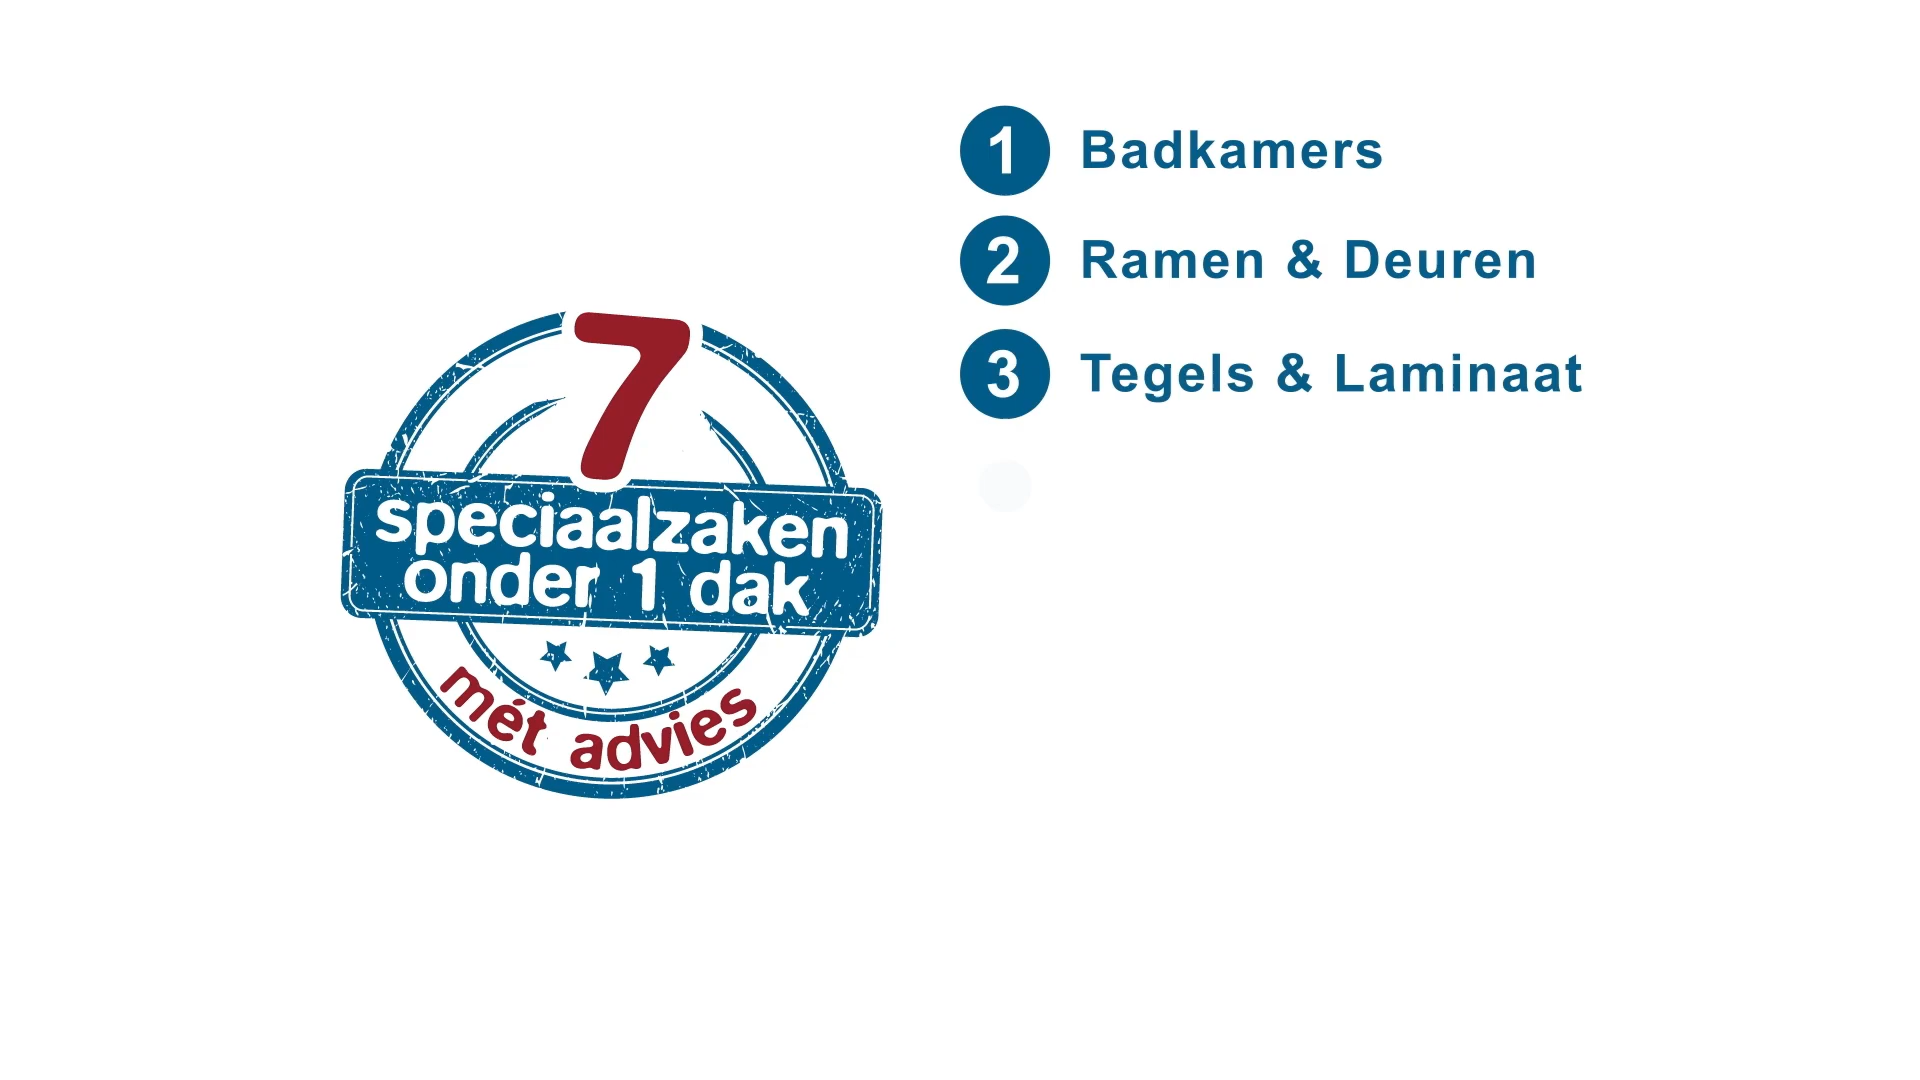 7
speciaalzaken
onder 1 dak
mét advies
1 Badkamers
2 Ramen & Deuren
3 Tegels & Laminaat